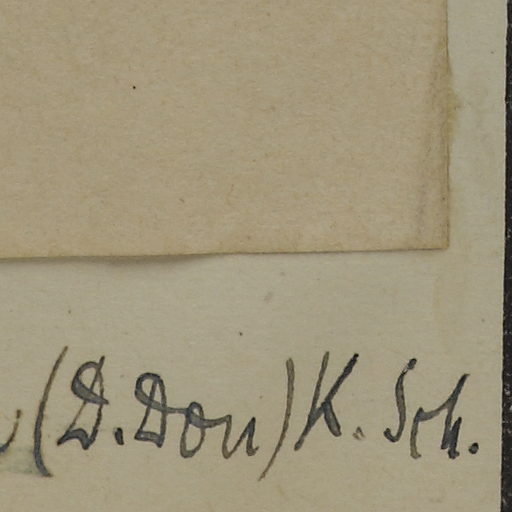 (D. Don) K. Sch.